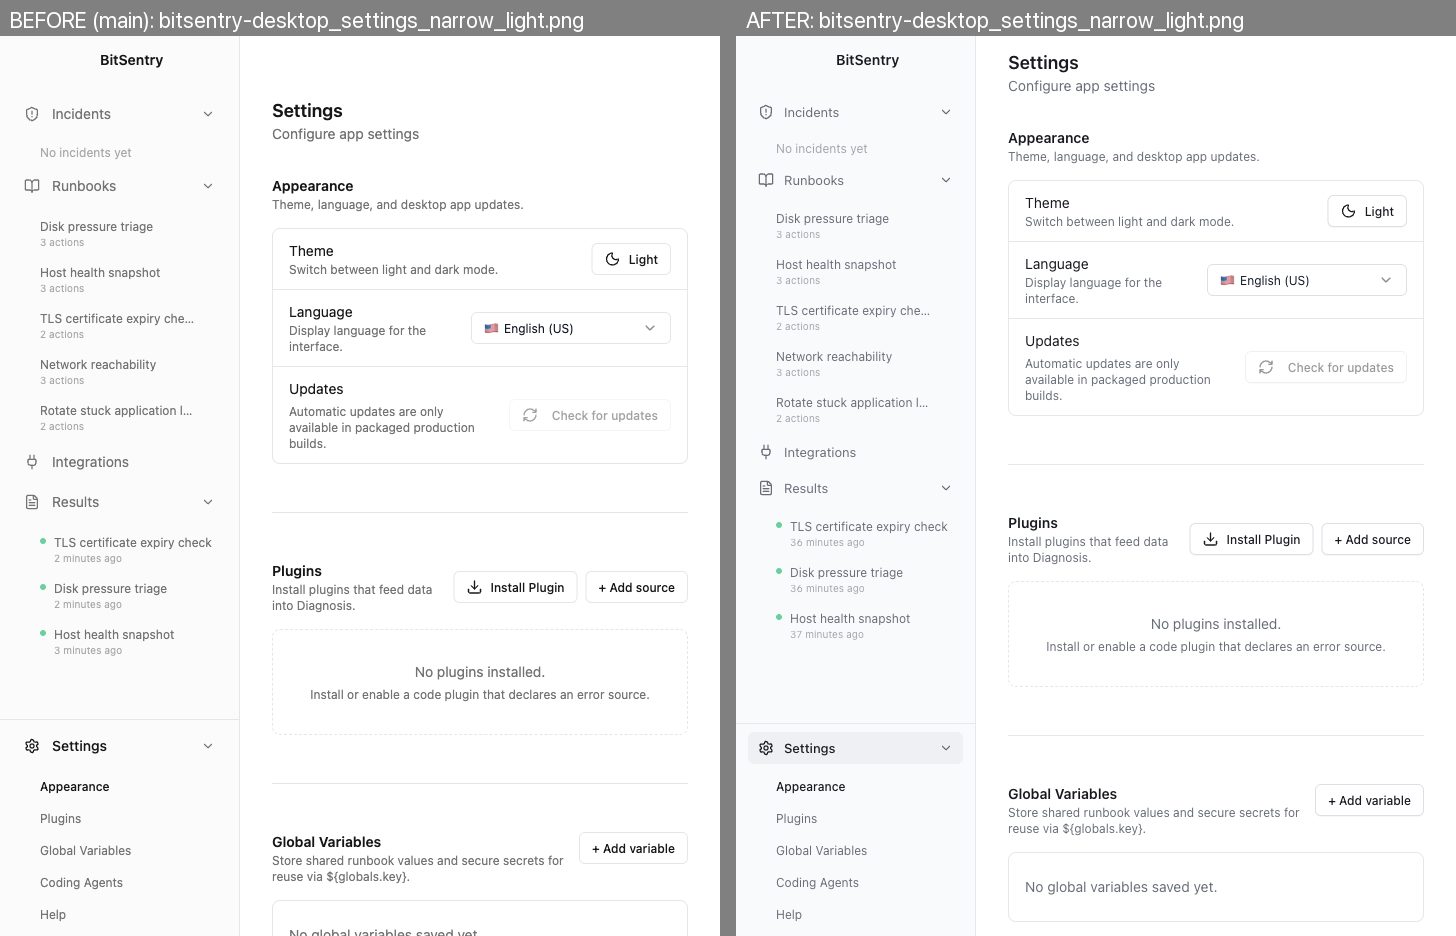 BEFORE (main): bitsentry-desktop_settings_narrow_light.png
BitSentry
Incidents
No incidents yet
Runbooks
Disk pressure triage
3 actions
Host health snapshot
3 actions
TLS certificate expiry che...
2 actions
Network reachability
3 actions
Rotate stuck application l...
2 actions
Integrations
Results
TLS certificate expiry check
2 minutes ago
Disk pressure triage
2 minutes ago
Host health snapshot
3 minutes ago
Settings
Appearance
Plugins
Global Variables
Coding Agents
Help
Settings
Configure app settings
Appearance
Theme, language, and desktop app updates.
Theme
Switch between light and dark mode.
Light
Language
Display language for the
interface.
English (US)
Updates
Automatic updates are only
available in packaged production
builds.
Check for updates
Plugins
Install plugins that feed data
into Diagnosis.
Install Plugin
+ Add source
No plugins installed.
Install or enable a code plugin that declares an error source.
Global Variables
Store shared runbook values and secure secrets for
reuse via ${globals.key}.
+ Add variable
No global variables saved yet.
AFTER: bitsentry-desktop_settings_narrow_light.png
BitSentry
Incidents
No incidents yet
Runbooks
Disk pressure triage
3 actions
Host health snapshot
3 actions
TLS certificate expiry che...
2 actions
Network reachability
3 actions
Rotate stuck application l...
2 actions
Integrations
Results
TLS certificate expiry check
36 minutes ago
Disk pressure triage
36 minutes ago
Host health snapshot
37 minutes ago
Settings
Appearance
Plugins
Global Variables
Coding Agents
Help
Settings
Configure app settings
Appearance
Theme, language, and desktop app updates.
Theme
Switch between light and dark mode.
Light
Language
Display language for the
interface.
English (US)
Updates
Automatic updates are only
available in packaged production
builds.
Check for updates
Plugins
Install plugins that feed data
into Diagnosis.
Install Plugin
+ Add source
No plugins installed.
Install or enable a code plugin that declares an error source.
Global Variables
Store shared runbook values and secure secrets for
reuse via ${globals.key}.
+ Add variable
No global variables saved yet.